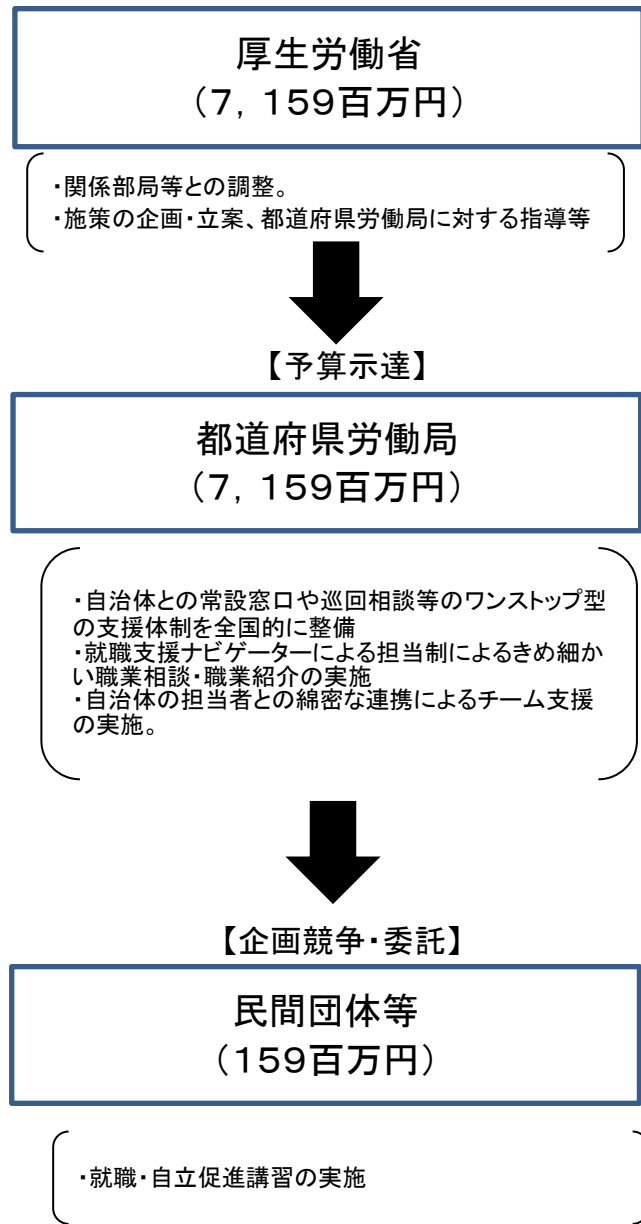 厚生労働省
（７，１５９百万円）
・関係部局等との調整。
・施策の企画・立案、都道府県労働局に対する指導等
【予算示達】
都道府県労働局
（７，１５９百万円）
・自治体との常設窓口や巡回相談等のワンストップ型
の支援体制を全国的に整備
・就職支援ナビゲーターによる担当制によるきめ細か
い職業相談・職業紹介の実施
・自治体の担当者との綿密な連携によるチーム支援
の実施。
【企画競争・委託】
民間団体等
（１５９百万円）
・就職・自立促進講習の実施